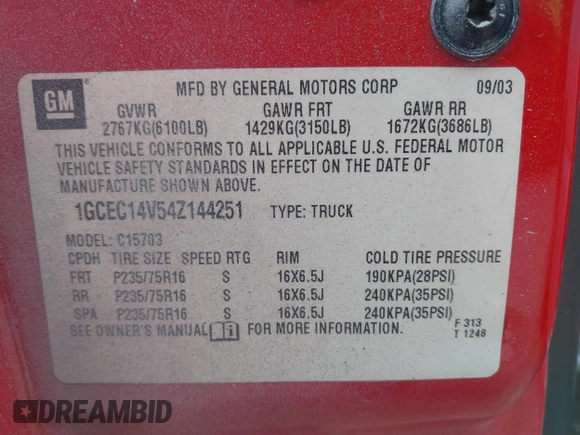 GM
MFD BY GENERAL MOTORS CORP 09/03
GVWR GAWR FRT GAWR RR
2767KG(6100LB) 1429KG(3150LB) 1672KG(3686LB)
THIS VEHICLE CONFORMS TO ALL APPLICABLE U.S. FEDERAL MOTOR
VEHICLE SAFETY STANDARDS IN EFFECT ON THE DATE OF
MANUFACTURE SHOWN ABOVE.
1GCEC14V54Z144251 TYPE: TRUCK
MODEL: C15703
CPDH TIRE SIZE SPEED RTG RIM COLD TIRE PRESSURE
FRT P235/75R16 S 16X6.5J 190KPA(28PSI)
RR P235/75R16 S 16X6.5J 240KPA(35PSI)
SPA P235/75R16 S 16X6.5J 240KPA(35PSI)
SEE OWNER'S MANUAL FOR MORE INFORMATION.
F 313
T 1248
DREAMBID